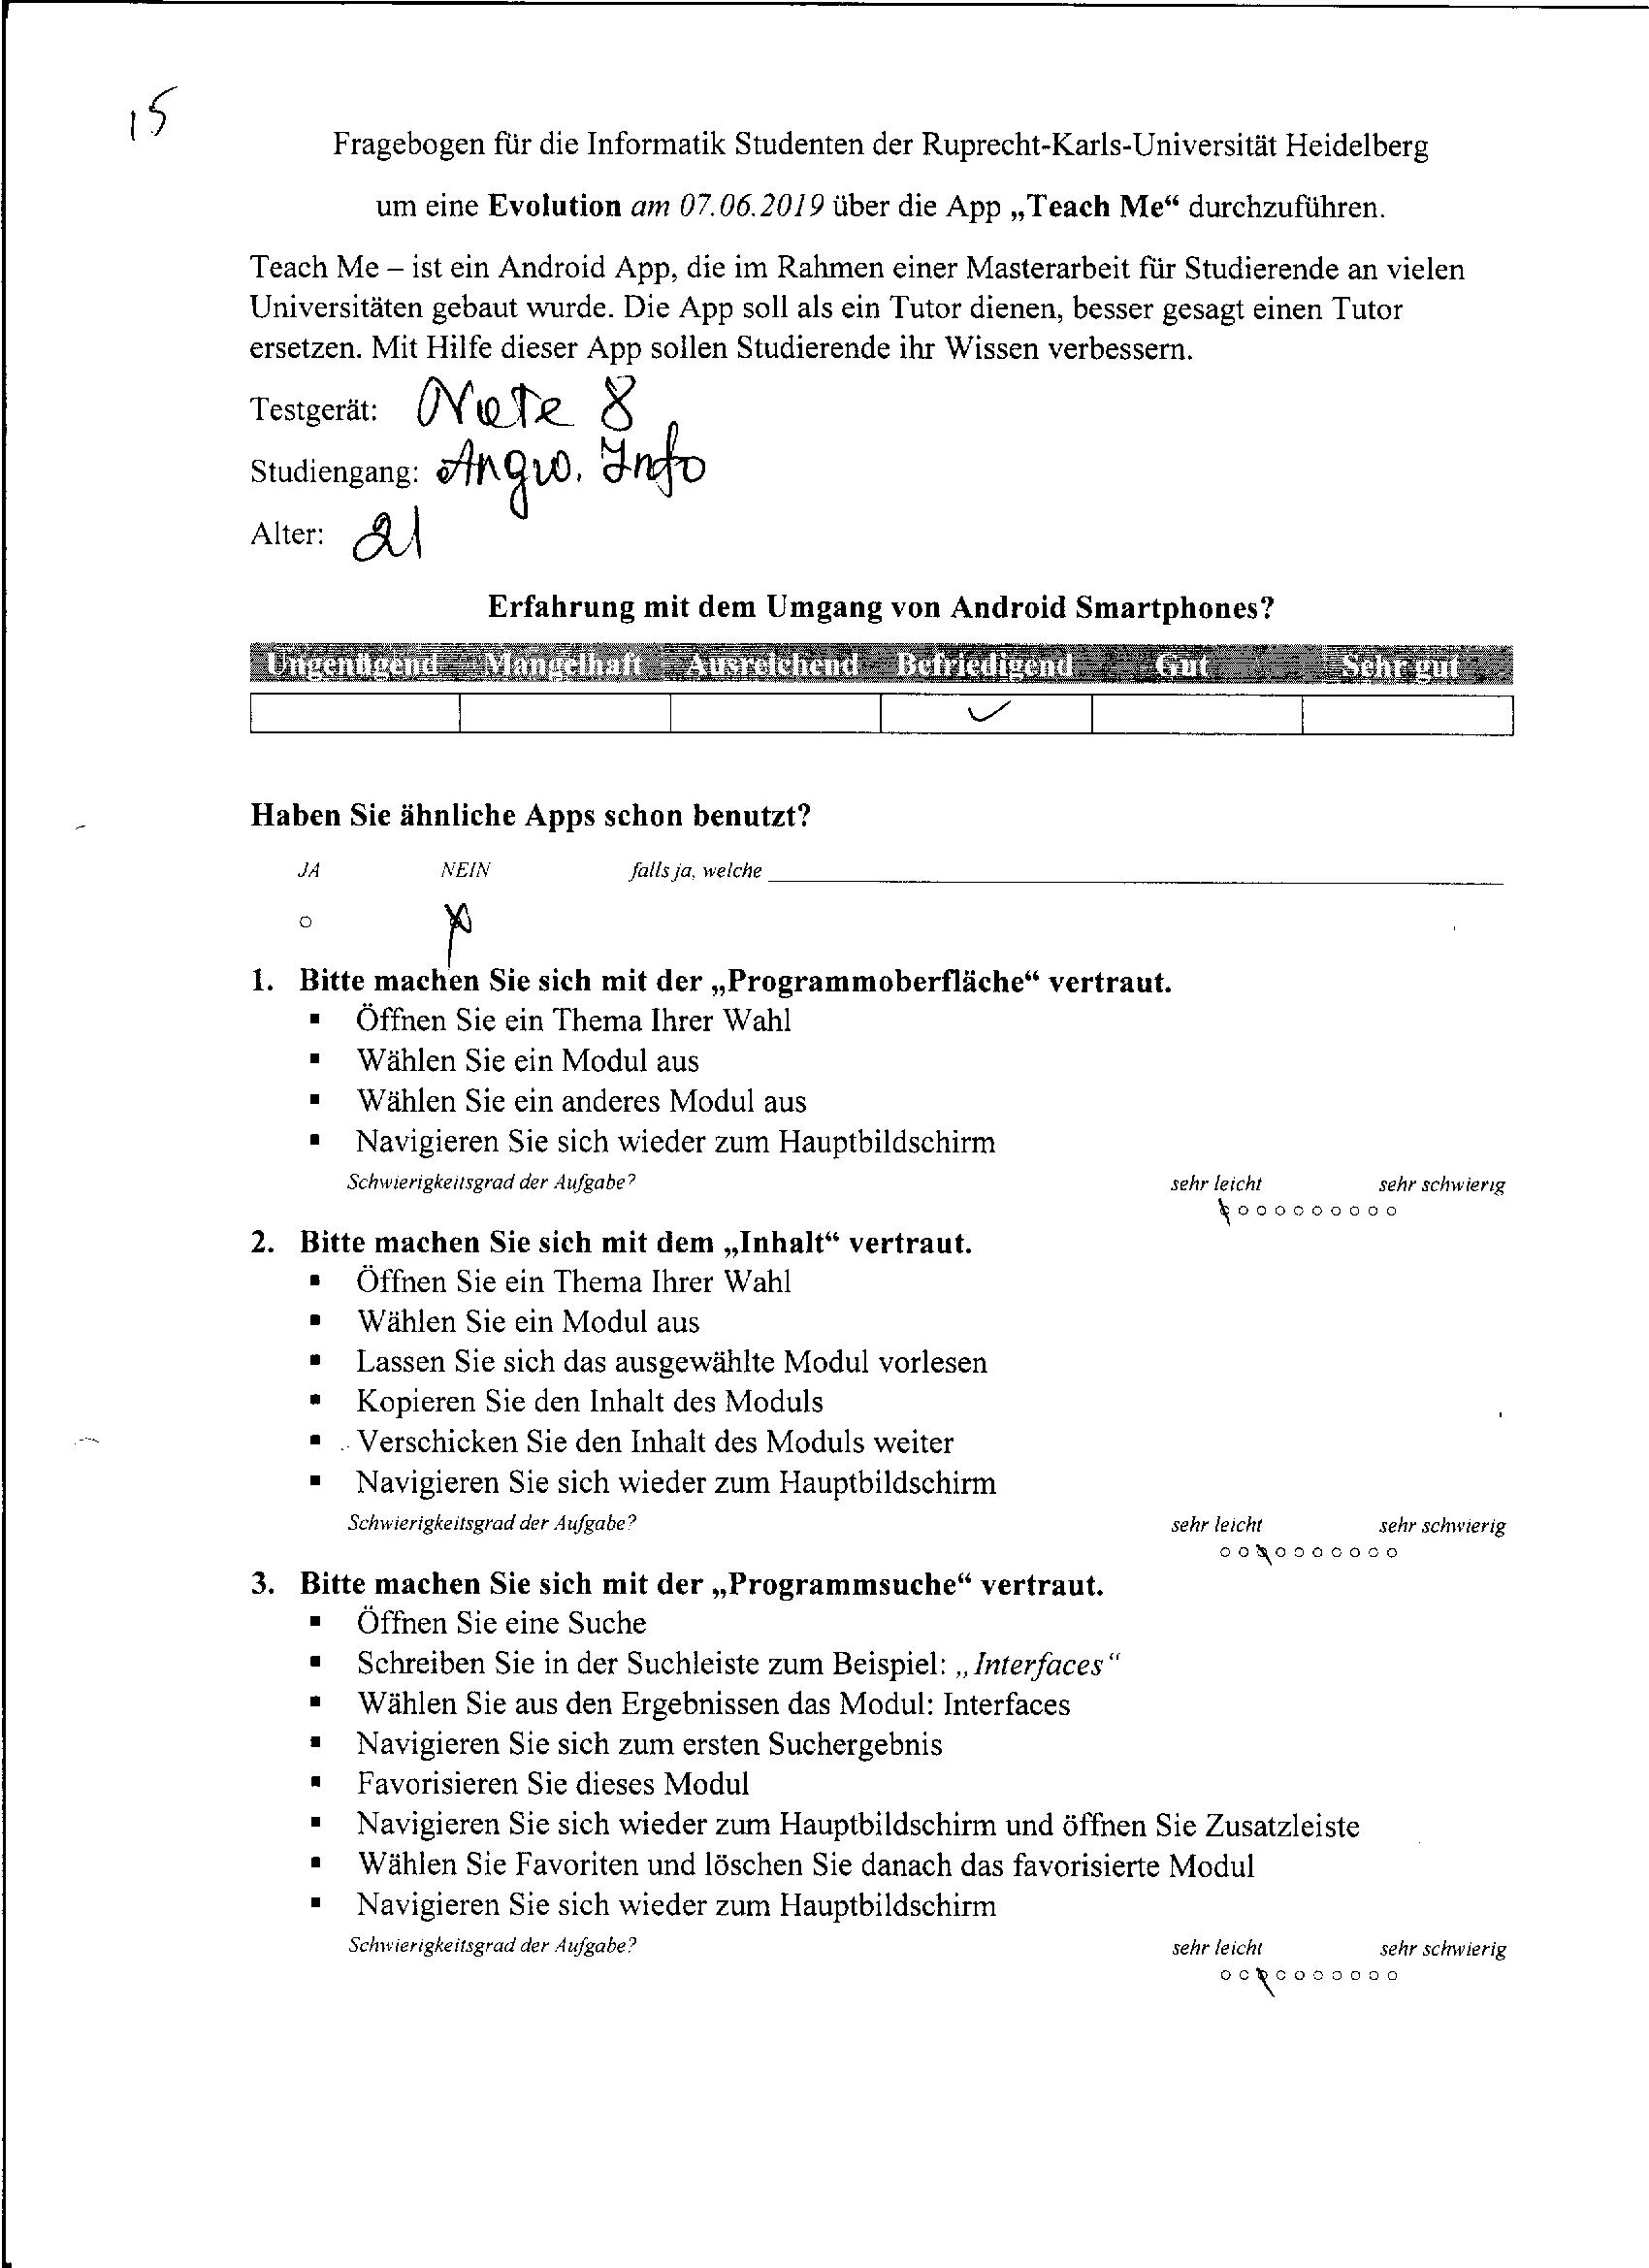 15
Fragebogen für die Informatik Studenten der Ruprecht-Karls-Universität Heidelberg
um eine Evolution am 07.06.2019 über die App „Teach Me“ durchzuführen.
Teach Me – ist ein Android App, die im Rahmen einer Masterarbeit für Studierende an vielen
Universitäten gebaut wurde. Die App soll als ein Tutor dienen, besser gesagt einen Tutor
ersetzen. Mit Hilfe dieser App sollen Studierende ihr Wissen verbessern.
Testgerät: Note 8
Studiengang: Angw. Info
Alter: 21
Erfahrung mit dem Umgang von Android Smartphones?
Ungenügend Mangelhaft Ausreichend Befriedigend Gut Sehr gut
Haben Sie ähnliche Apps schon benutzt?
JA NEIN falls ja, welche
1. Bitte machen Sie sich mit der „Programmoberfläche“ vertraut.
▪ Öffnen Sie ein Thema Ihrer Wahl
▪ Wählen Sie ein Modul aus
▪ Wählen Sie ein anderes Modul aus
▪ Navigieren Sie sich wieder zum Hauptbildschirm
Schwierigkeitsgrad der Aufgabe? sehr leicht sehr schwierig
2. Bitte machen Sie sich mit dem „Inhalt“ vertraut.
▪ Öffnen Sie ein Thema Ihrer Wahl
▪ Wählen Sie ein Modul aus
▪ Lassen Sie sich das ausgewählte Modul vorlesen
▪ Kopieren Sie den Inhalt des Moduls
▪ Verschicken Sie den Inhalt des Moduls weiter
▪ Navigieren Sie sich wieder zum Hauptbildschirm
Schwierigkeitsgrad der Aufgabe? sehr leicht sehr schwierig
3. Bitte machen Sie sich mit der „Programmsuche“ vertraut.
▪ Öffnen Sie eine Suche
▪ Schreiben Sie in der Suchleiste zum Beispiel: „Interfaces“
▪ Wählen Sie aus den Ergebnissen das Modul: Interfaces
▪ Navigieren Sie sich zum ersten Suchergebnis
▪ Favorisieren Sie dieses Modul
▪ Navigieren Sie sich wieder zum Hauptbildschirm und öffnen Sie Zusatzleiste
▪ Wählen Sie Favoriten und löschen Sie danach das favorisierte Modul
▪ Navigieren Sie sich wieder zum Hauptbildschirm
Schwierigkeitsgrad der Aufgabe? sehr leicht sehr schwierig